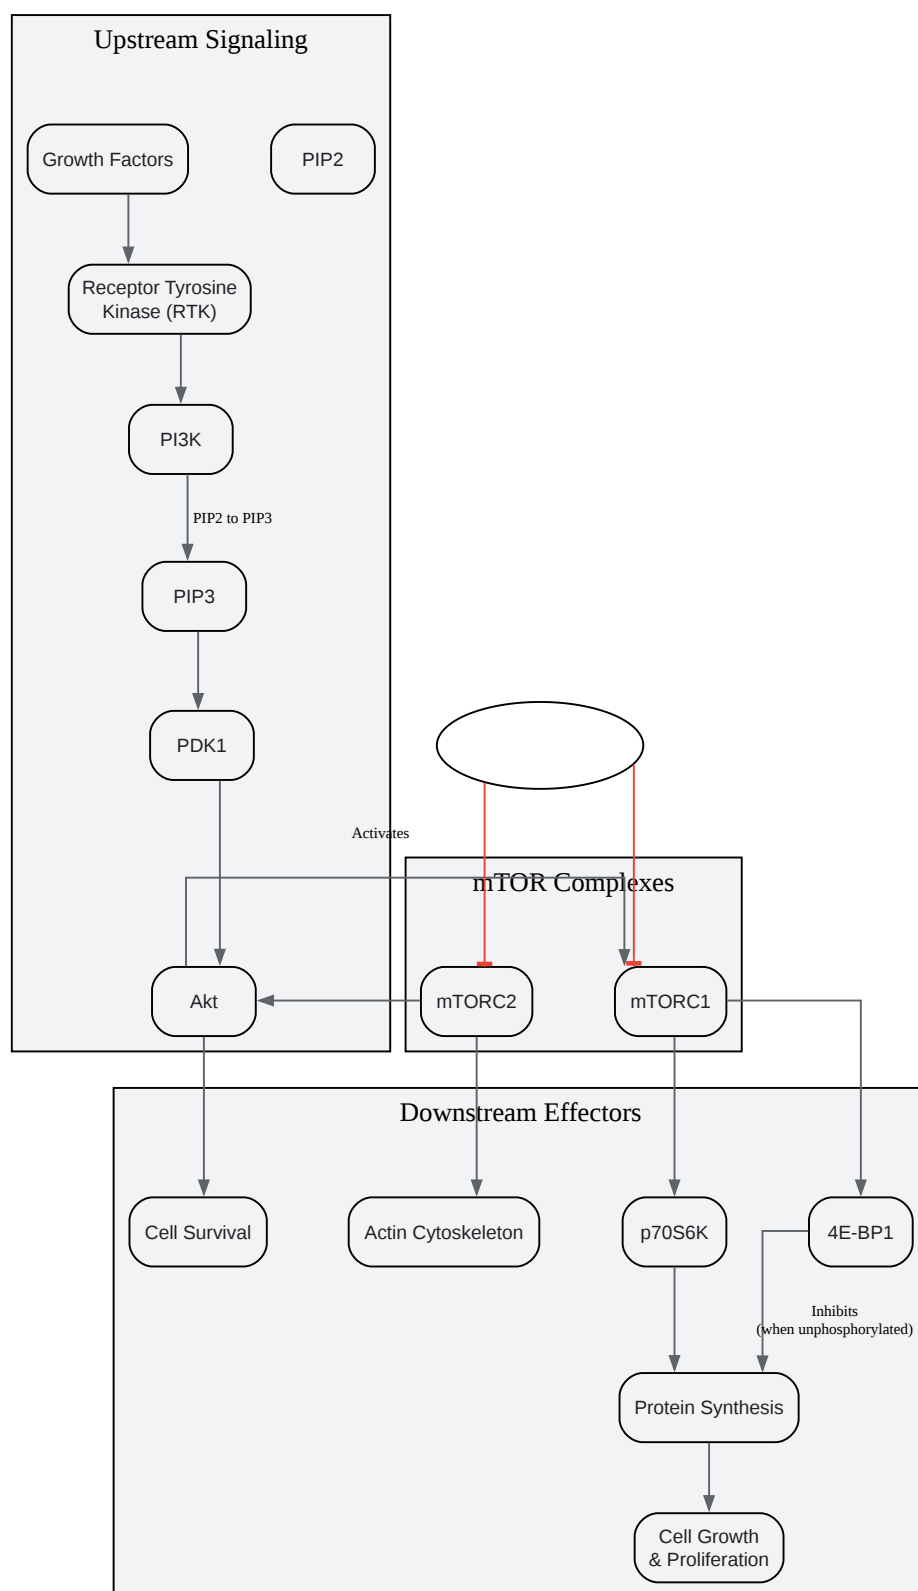 Upstream Signaling
Growth Factors
PIP2
Receptor Tyrosine
Kinase (RTK)
PI3K
PIP2 to PIP3
PIP3
PDK1
Activates
mTOR Complexes
Akt
mTORC2
mTORC1
Downstream Effectors
Cell Survival
Actin Cytoskeleton
p70S6K
4E-BP1
Inhibits
(when unphosphorylated)
Protein Synthesis
Cell Growth
& Proliferation